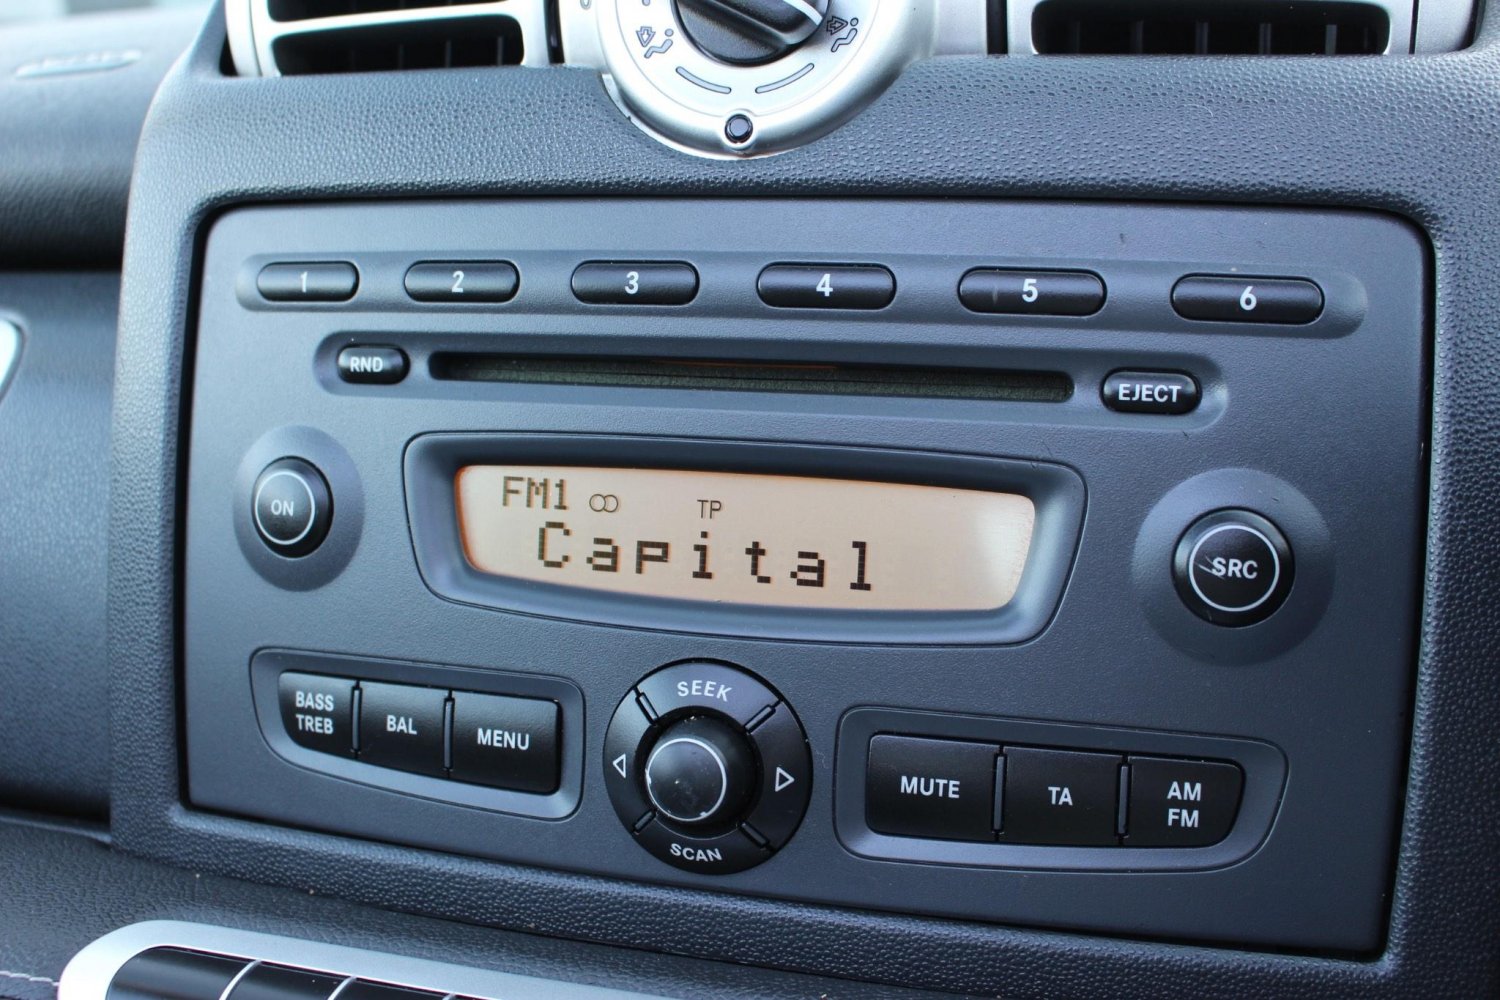 1 2 3 4 5 6
RND EJECT
FM1 TP
Capital
ON
SRC
BASS
TREB
BAL
MENU
SEEK
SCAN
MUTE
TA
AM
FM